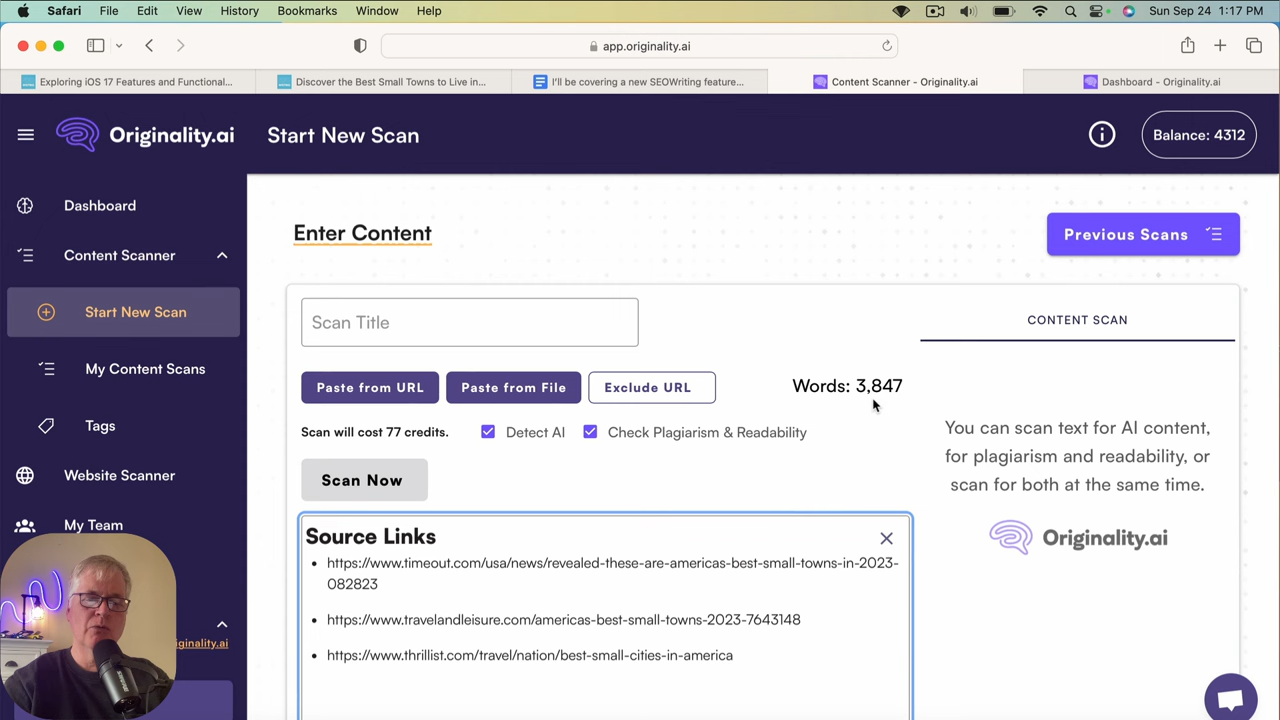 Safari File Edit View History Bookmarks Window Help Sun Sep 24 1:17 PM
app.originality.ai
Exploring iOS 17 Features and Functional... Discover the Best Small Towns to Live in... I'll be covering a new SEOWriting feature... Content Scanner - Originality.ai Dashboard - Originality.ai
Originality.ai Start New Scan Balance: 4312
Dashboard
Content Scanner
Start New Scan
My Content Scans
Tags
Website Scanner
My Team
iginality.ai
Enter Content
Previous Scans
Scan Title
Paste from URL Paste from File Exclude URL Words: 3,847
Scan will cost 77 credits. Detect AI Check Plagiarism & Readability
Scan Now
Source Links
• https://www.timeout.com/usa/news/revealed-these-are-americas-best-small-towns-in-2023-
082823
• https://www.travelandleisure.com/americas-best-small-towns-2023-7643148
• https://www.thrillist.com/travel/nation/best-small-cities-in-america
CONTENT SCAN
You can scan text for AI content,
for plagiarism and readability, or
scan for both at the same time.
Originality.ai